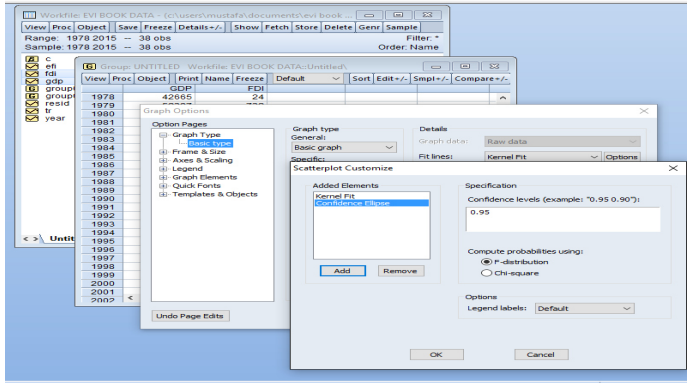 Workfile: EVI BOOK DATA - (c:\users\mustafa\documents\evi book ...
View Proc Object Save Freeze Details+/- Show Fetch Store Delete Genr Sample
Range: 1978 2015 -- 38 obs Filter: *
Sample: 1978 2015 -- 38 obs Order: Name
c
efi
fdi
gdp
group
group
resid
tr
year
< > Untit
Group: UNTITLED Workfile: EVI BOOK DATA::Untitled\
View Proc Object Print Name Freeze Default Sort Edit+/- Smpl+/- Compare+/-
GDP FDI
1978 42665 24
1979
1980
1981
1982
1983
1984
1985
1986
1987
1988
1989
1990
1991
1992
1993
1994
1995
1996
1997
1998
1999
2000
2001
2002 <
Graph Options
Option Pages
Graph Type
Basic type
Frame & Size
Axes & Scaling
Legend
Graph Elements
Quick Fonts
Templates & Objects
Undo Page Edits
Graph type
General:
Basic graph
Specific:
Details
Graph data: Raw data
Fit lines: Kernel Fit Options
Scatterplot Customize
Added Elements
Kernel Fit
Confidence Ellipse
Add Remove
Specification
Confidence levels (example: "0.95 0.90"):
0.95
Compute probabilities using:
F-distribution
Chi-square
Options
Legend labels: Default
OK Cancel